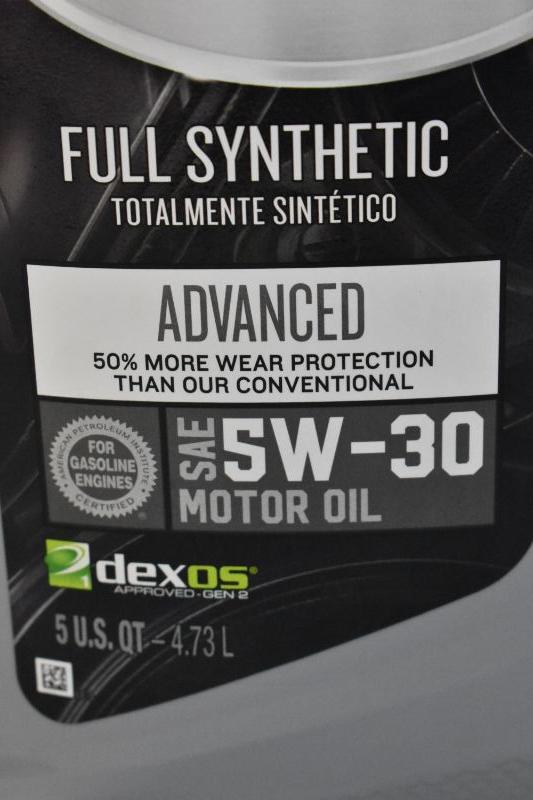 FULL SYNTHETIC
TOTALMENTE SINTÉTICO
ADVANCED
50% MORE WEAR PROTECTION
THAN OUR CONVENTIONAL
AMERICAN PETROLEUM INSTITUTE
FOR
GASOLINE
ENGINES
CERTIFIED
SAE
5W-30
MOTOR OIL
dexos®
APPROVED-GEN 2
5 U.S. QT – 4.73 L